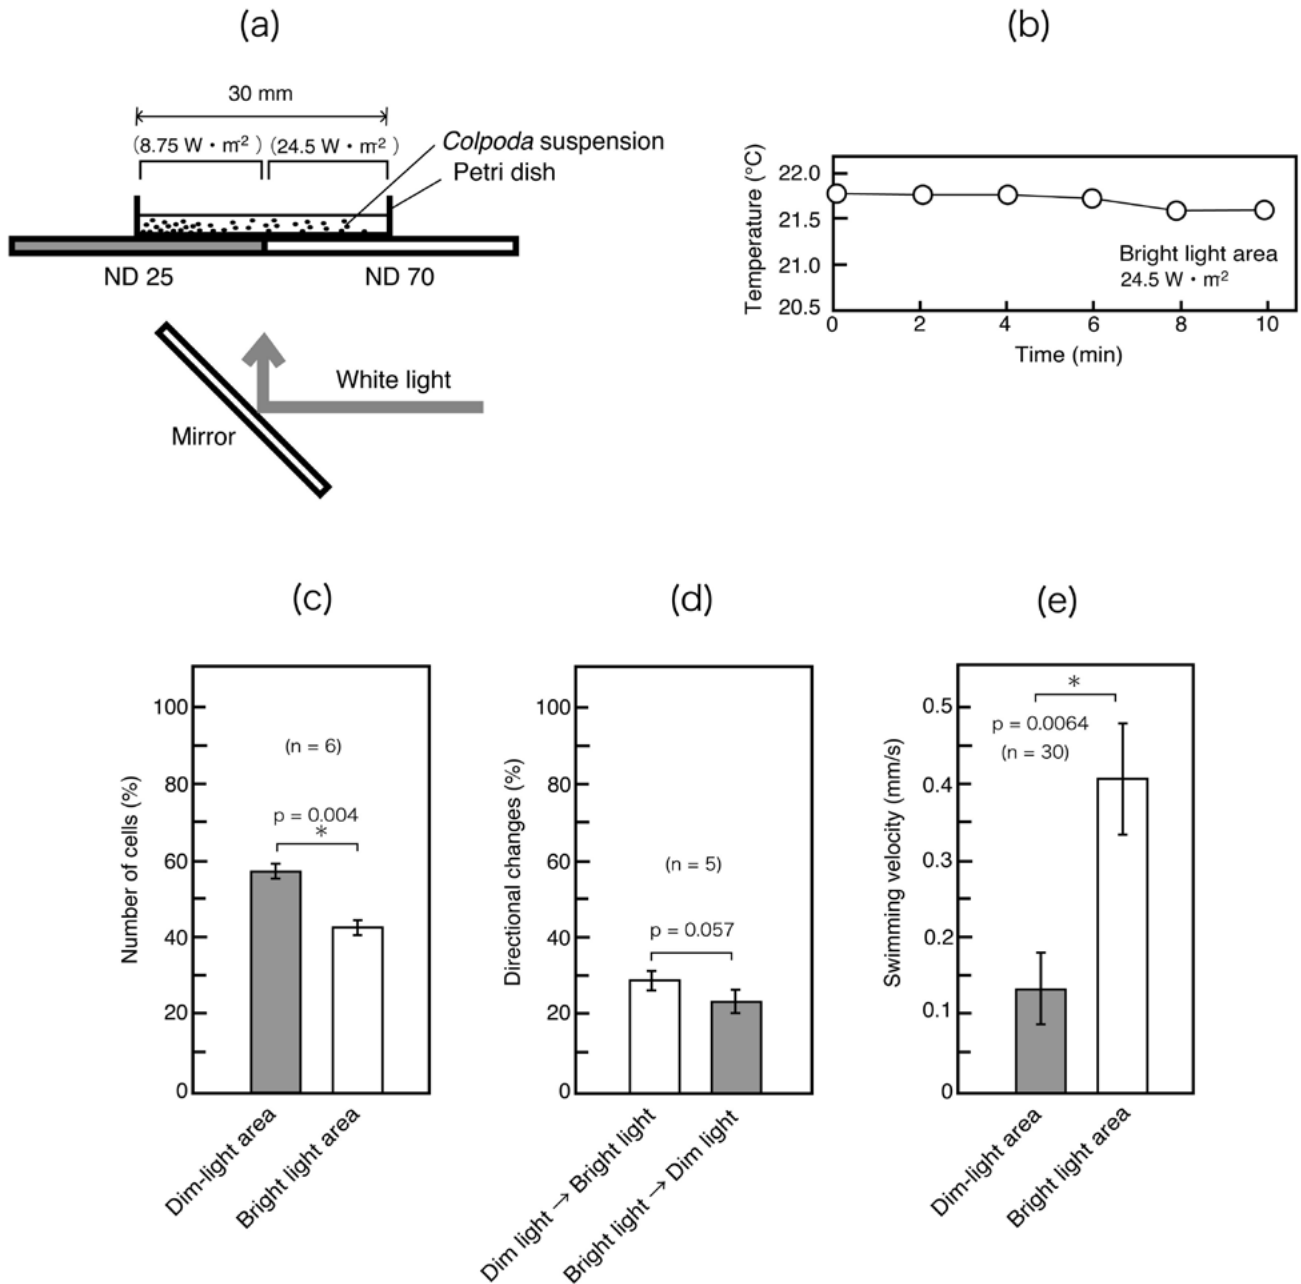 (a)
30 mm
(8.75 W・m-2) (24.5 W・m-2)
Colpoda suspension
Petri dish
ND 25
ND 70
White light
Mirror
(b)
Temperature (°C)
22.0
21.5
21.0
20.5
Bright light area
24.5 W・m-2
0 2 4 6 8 10
Time (min)
(c)
Number of cells (%)
100
80
60
40
20
0
(n = 6)
p = 0.004
*
Dim-light area
Bright light area
(d)
Directional changes (%)
100
80
60
40
20
0
(n = 5)
p = 0.057
Dim light → Bright light
Bright light → Dim light
(e)
Swimming velocity (mm/s)
0.5
0.4
0.3
0.2
0.1
0
*
p = 0.0064
(n = 30)
Dim-light area
Bright light area